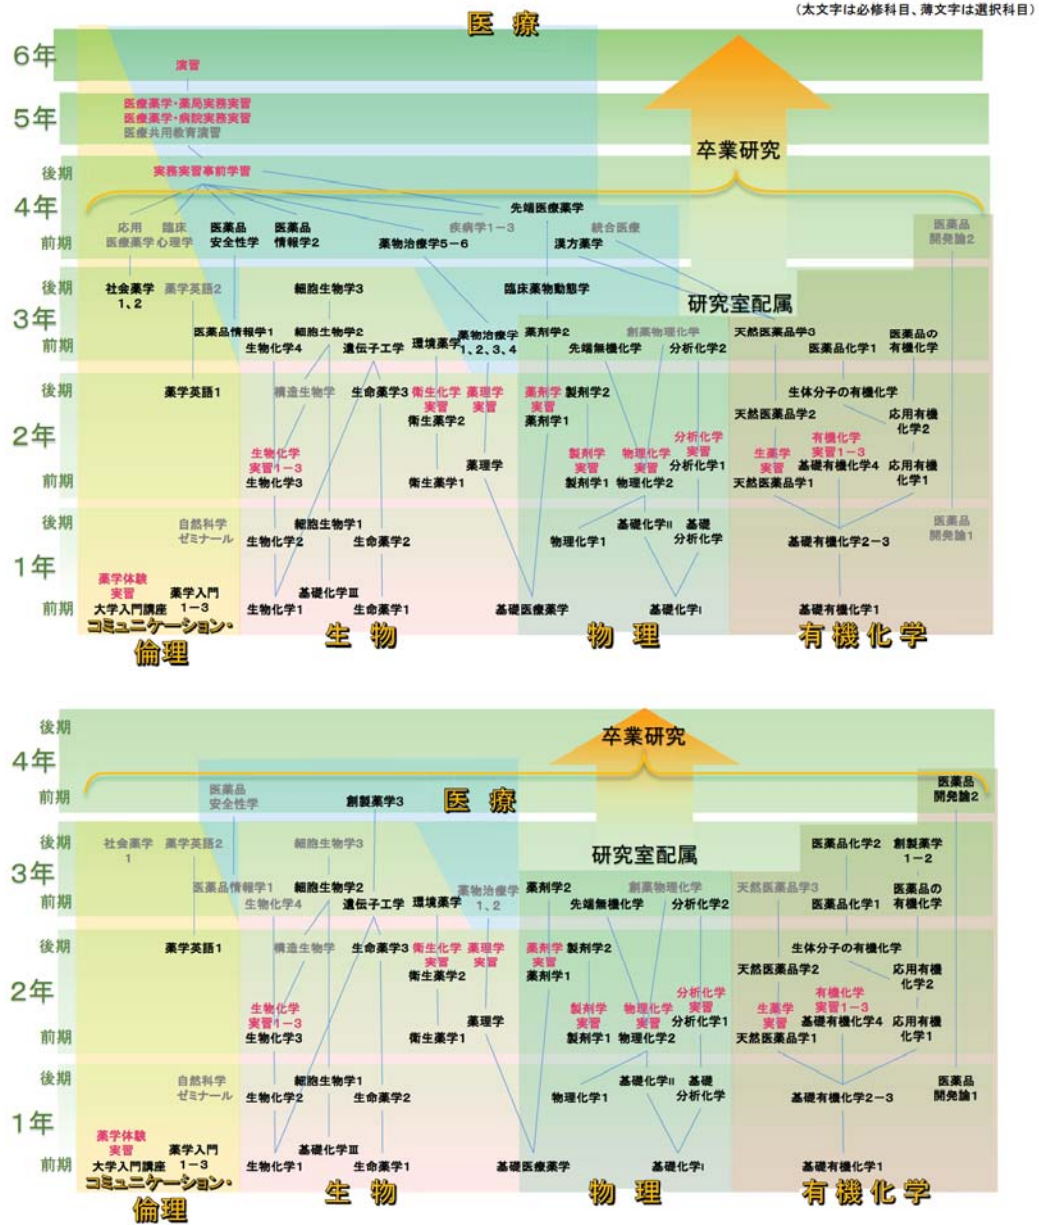 (太文字は必修科目、薄文字は選択科目)
医 療
6年
演習
5年
医療薬学・薬局実務実習
医療薬学・病院実務実習
医療共用教育演習
卒業研究
後期
実務実習事前学習
4年
先端医療薬学
応用
医療薬学
臨床
心理学
医薬品
安全性学
医薬品
情報学2
疾病学1-3
統合医療
医薬品
開発論2
前期
薬物治療学5-6
漢方薬学
後期
社会薬学
1、2
薬学英語2
細胞生物学3
臨床薬物動態学
研究室配属
3年
前期
医薬品情報学1
細胞生物学2
生物化学4
遺伝子工学
環境薬学
薬物治療学
1、2、3、4
薬剤学2
創薬物理化学
先端無機化学
分析化学2
天然医薬品学3
医薬品化学1
医薬品の
有機化学
後期
薬学英語1
構造生物学
生命薬学3
衛生化学
実習
薬理学
実習
薬剤学
実習
製剤学2
生体分子の有機化学
2年
衛生薬学2
薬剤学1
天然医薬品学2
応用有機
化学2
生物化学
実習1-3
薬理学
製剤学
実習
物理化学
実習
分析化学
実習
分析化学1
生薬学
実習
有機化学
実習1-3
基礎有機化学4
応用有機
化学1
前期
生物化学3
衛生薬学1
製剤学1
物理化学2
天然医薬品学1
後期
自然科学
ゼミナール
細胞生物学1
生物化学2
生命薬学2
物理化学1
基礎化学II
基礎
分析化学
基礎有機化学2-3
医薬品
開発論1
1年
薬学体験
実習
薬学入門
1-3
基礎化学III
前期
大学入門講座
生物化学1
生命薬学1
基礎医療薬学
基礎化学I
基礎有機化学1
コミュニケーション・
倫理
生 物
物 理
有機化学
後期
卒業研究
4年
前期
医薬品
安全性学
創製薬学3
医 療
医薬品
開発論2
後期
社会薬学
1
薬学英語2
細胞生物学3
研究室配属
医薬品化学2
創製薬学
1-2
3年
前期
医薬品情報学1
細胞生物学2
生物化学4
遺伝子工学
環境薬学
薬物治療学
1、2
薬剤学2
創薬物理化学
先端無機化学
分析化学2
天然医薬品学3
医薬品化学1
医薬品の
有機化学
後期
薬学英語1
構造生物学
生命薬学3
衛生化学
実習
薬理学
実習
薬剤学
実習
製剤学2
生体分子の有機化学
2年
衛生薬学2
薬剤学1
天然医薬品学2
応用有機
化学2
生物化学
実習1-3
薬理学
製剤学
実習
物理化学
実習
分析化学
実習
分析化学1
生薬学
実習
有機化学
実習1-3
基礎有機化学4
応用有機
化学1
前期
生物化学3
衛生薬学1
製剤学1
物理化学2
天然医薬品学1
後期
自然科学
ゼミナール
細胞生物学1
生物化学2
生命薬学2
物理化学1
基礎化学II
基礎
分析化学
基礎有機化学2-3
医薬品
開発論1
1年
薬学体験
実習
薬学入門
1-3
基礎化学III
前期
大学入門講座
生物化学1
生命薬学1
基礎医療薬学
基礎化学I
基礎有機化学1
コミュニケーション・
倫理
生 物
物 理
有機化学